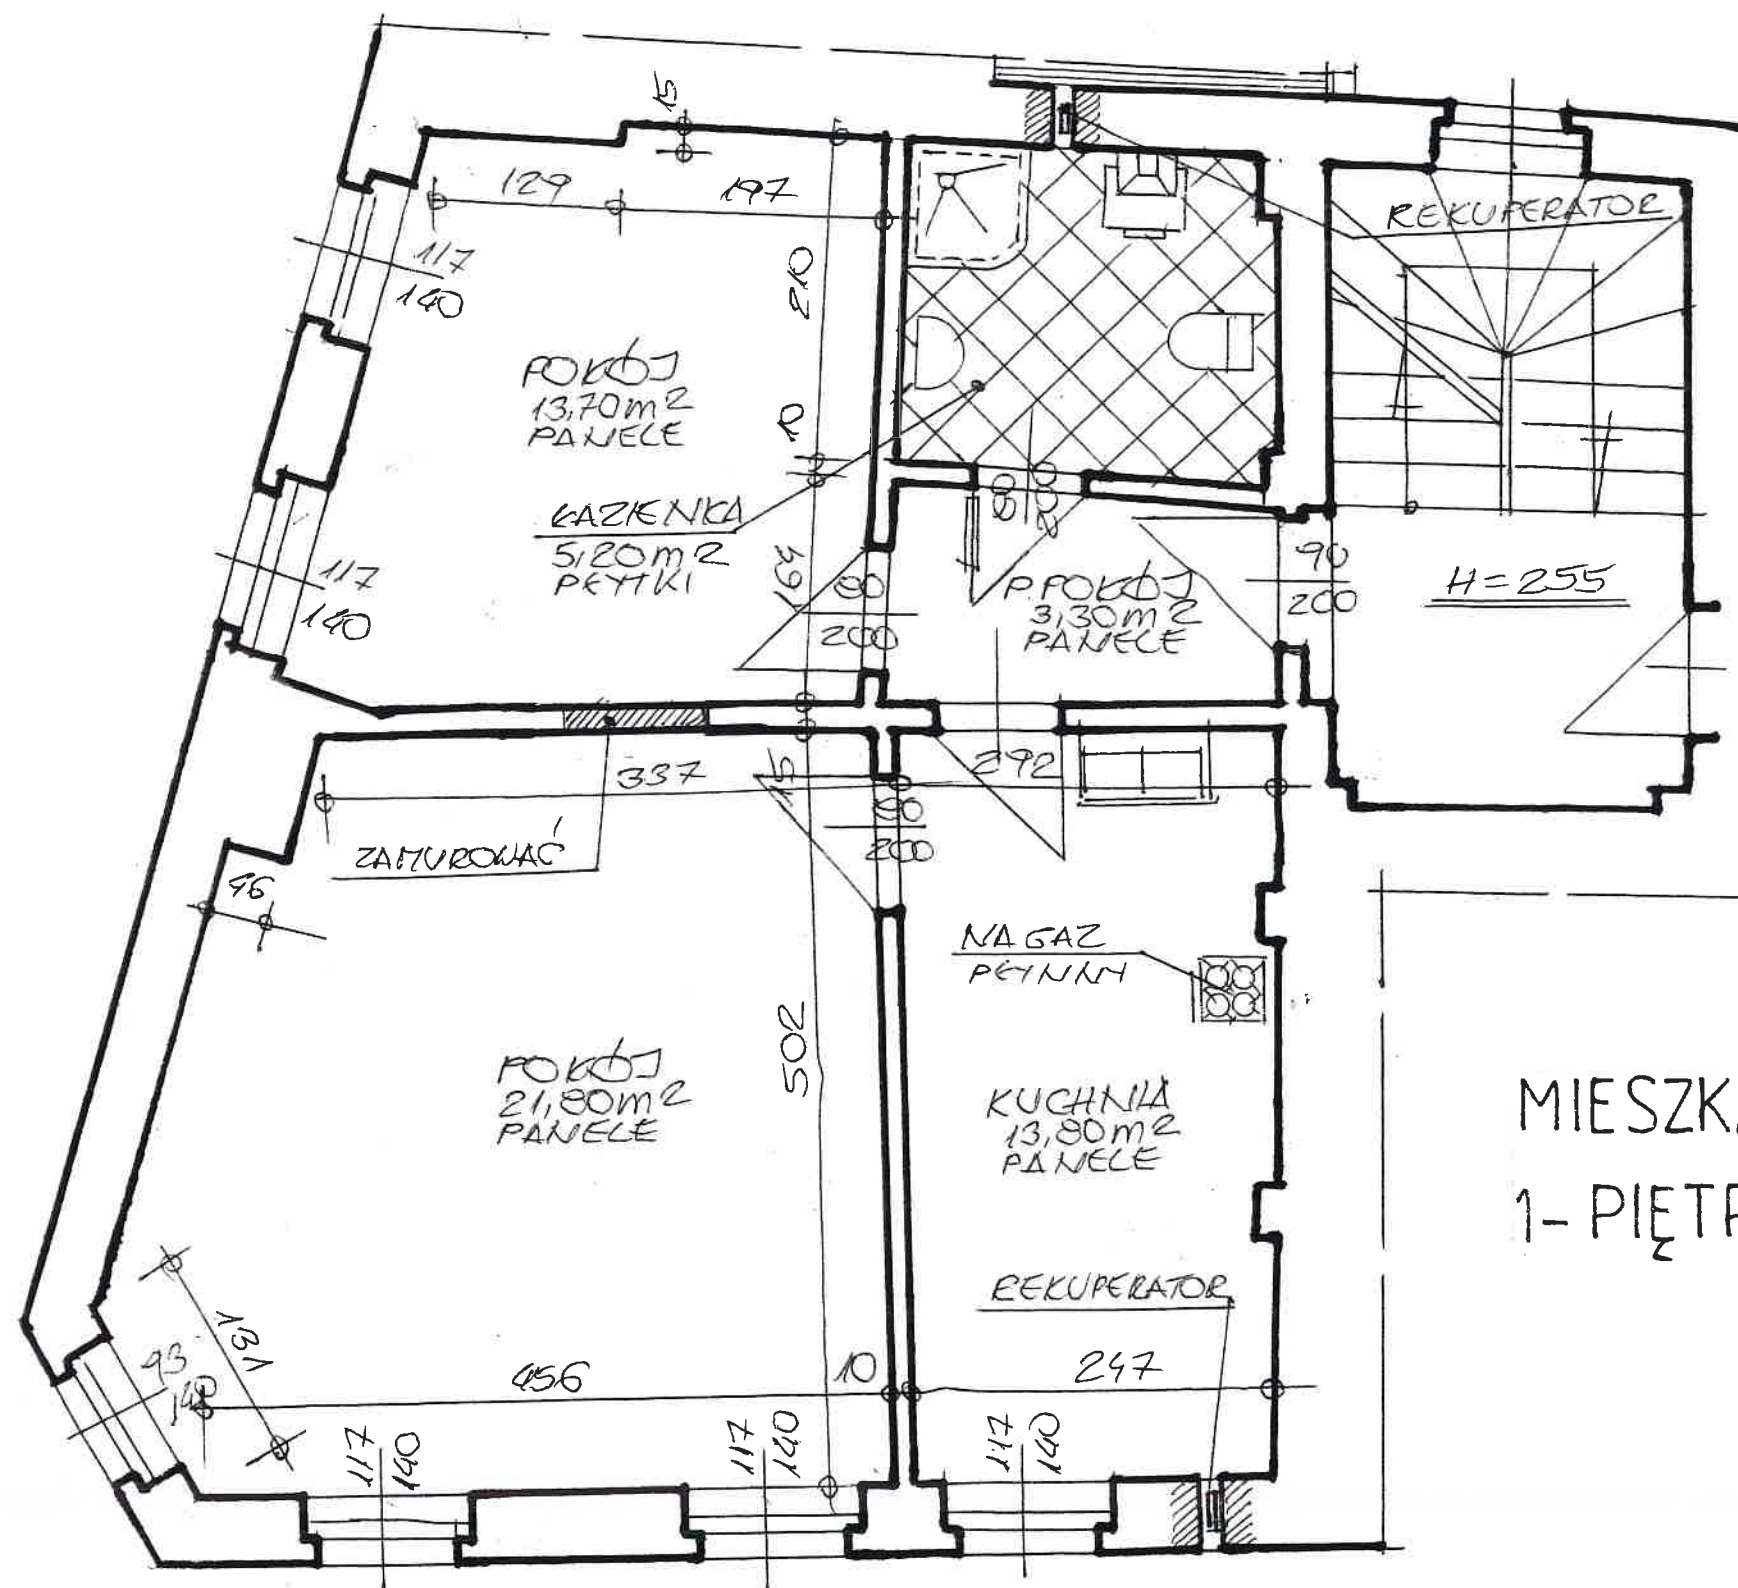 15
129
197
117
140
210
REKUPERATOR
POKÓJ
13,70m2
PANELE
10
ŁAZIENKA
5,20m2
PŁYTKI
80
200
117
140
164
80
200
P.POKÓJ
3,30m2
PANELE
90
200
H=255
337
15
292
80
200
ZAMUROWAĆ
46
NA GAZ
PŁYNNY
502
POKÓJ
21,80m2
PANELE
KUCHNIA
13,80m2
PANELE
MIESZK
1-PIĘTR
REKUPERATOR
181
93
140
456
10
247
117
140
117
140
117
140